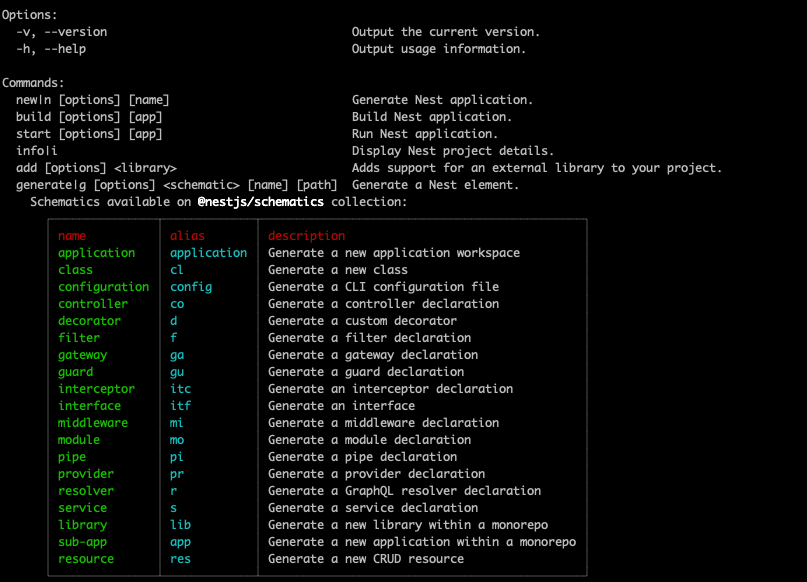 Options:
-v, --version Output the current version.
-h, --help Output usage information.
Commands:
new|n [options] [name] Generate Nest application.
build [options] [app] Build Nest application.
start [options] [app] Run Nest application.
info|i Display Nest project details.
add [options] <library> Adds support for an external library to your project.
generate|g [options] <schematic> [name] [path] Generate a Nest element.
Schematics available on @nestjs/schematics collection:
name alias description
application application Generate a new application workspace
class cl Generate a new class
configuration config Generate a CLI configuration file
controller co Generate a controller declaration
decorator d Generate a custom decorator
filter f Generate a filter declaration
gateway ga Generate a gateway declaration
guard gu Generate a guard declaration
interceptor itc Generate an interceptor declaration
interface itf Generate an interface
middleware mi Generate a middleware declaration
module mo Generate a module declaration
pipe pi Generate a pipe declaration
provider pr Generate a provider declaration
resolver r Generate a GraphQL resolver declaration
service s Generate a service declaration
library lib Generate a new library within a monorepo
sub-app app Generate a new application within a monorepo
resource res Generate a new CRUD resource